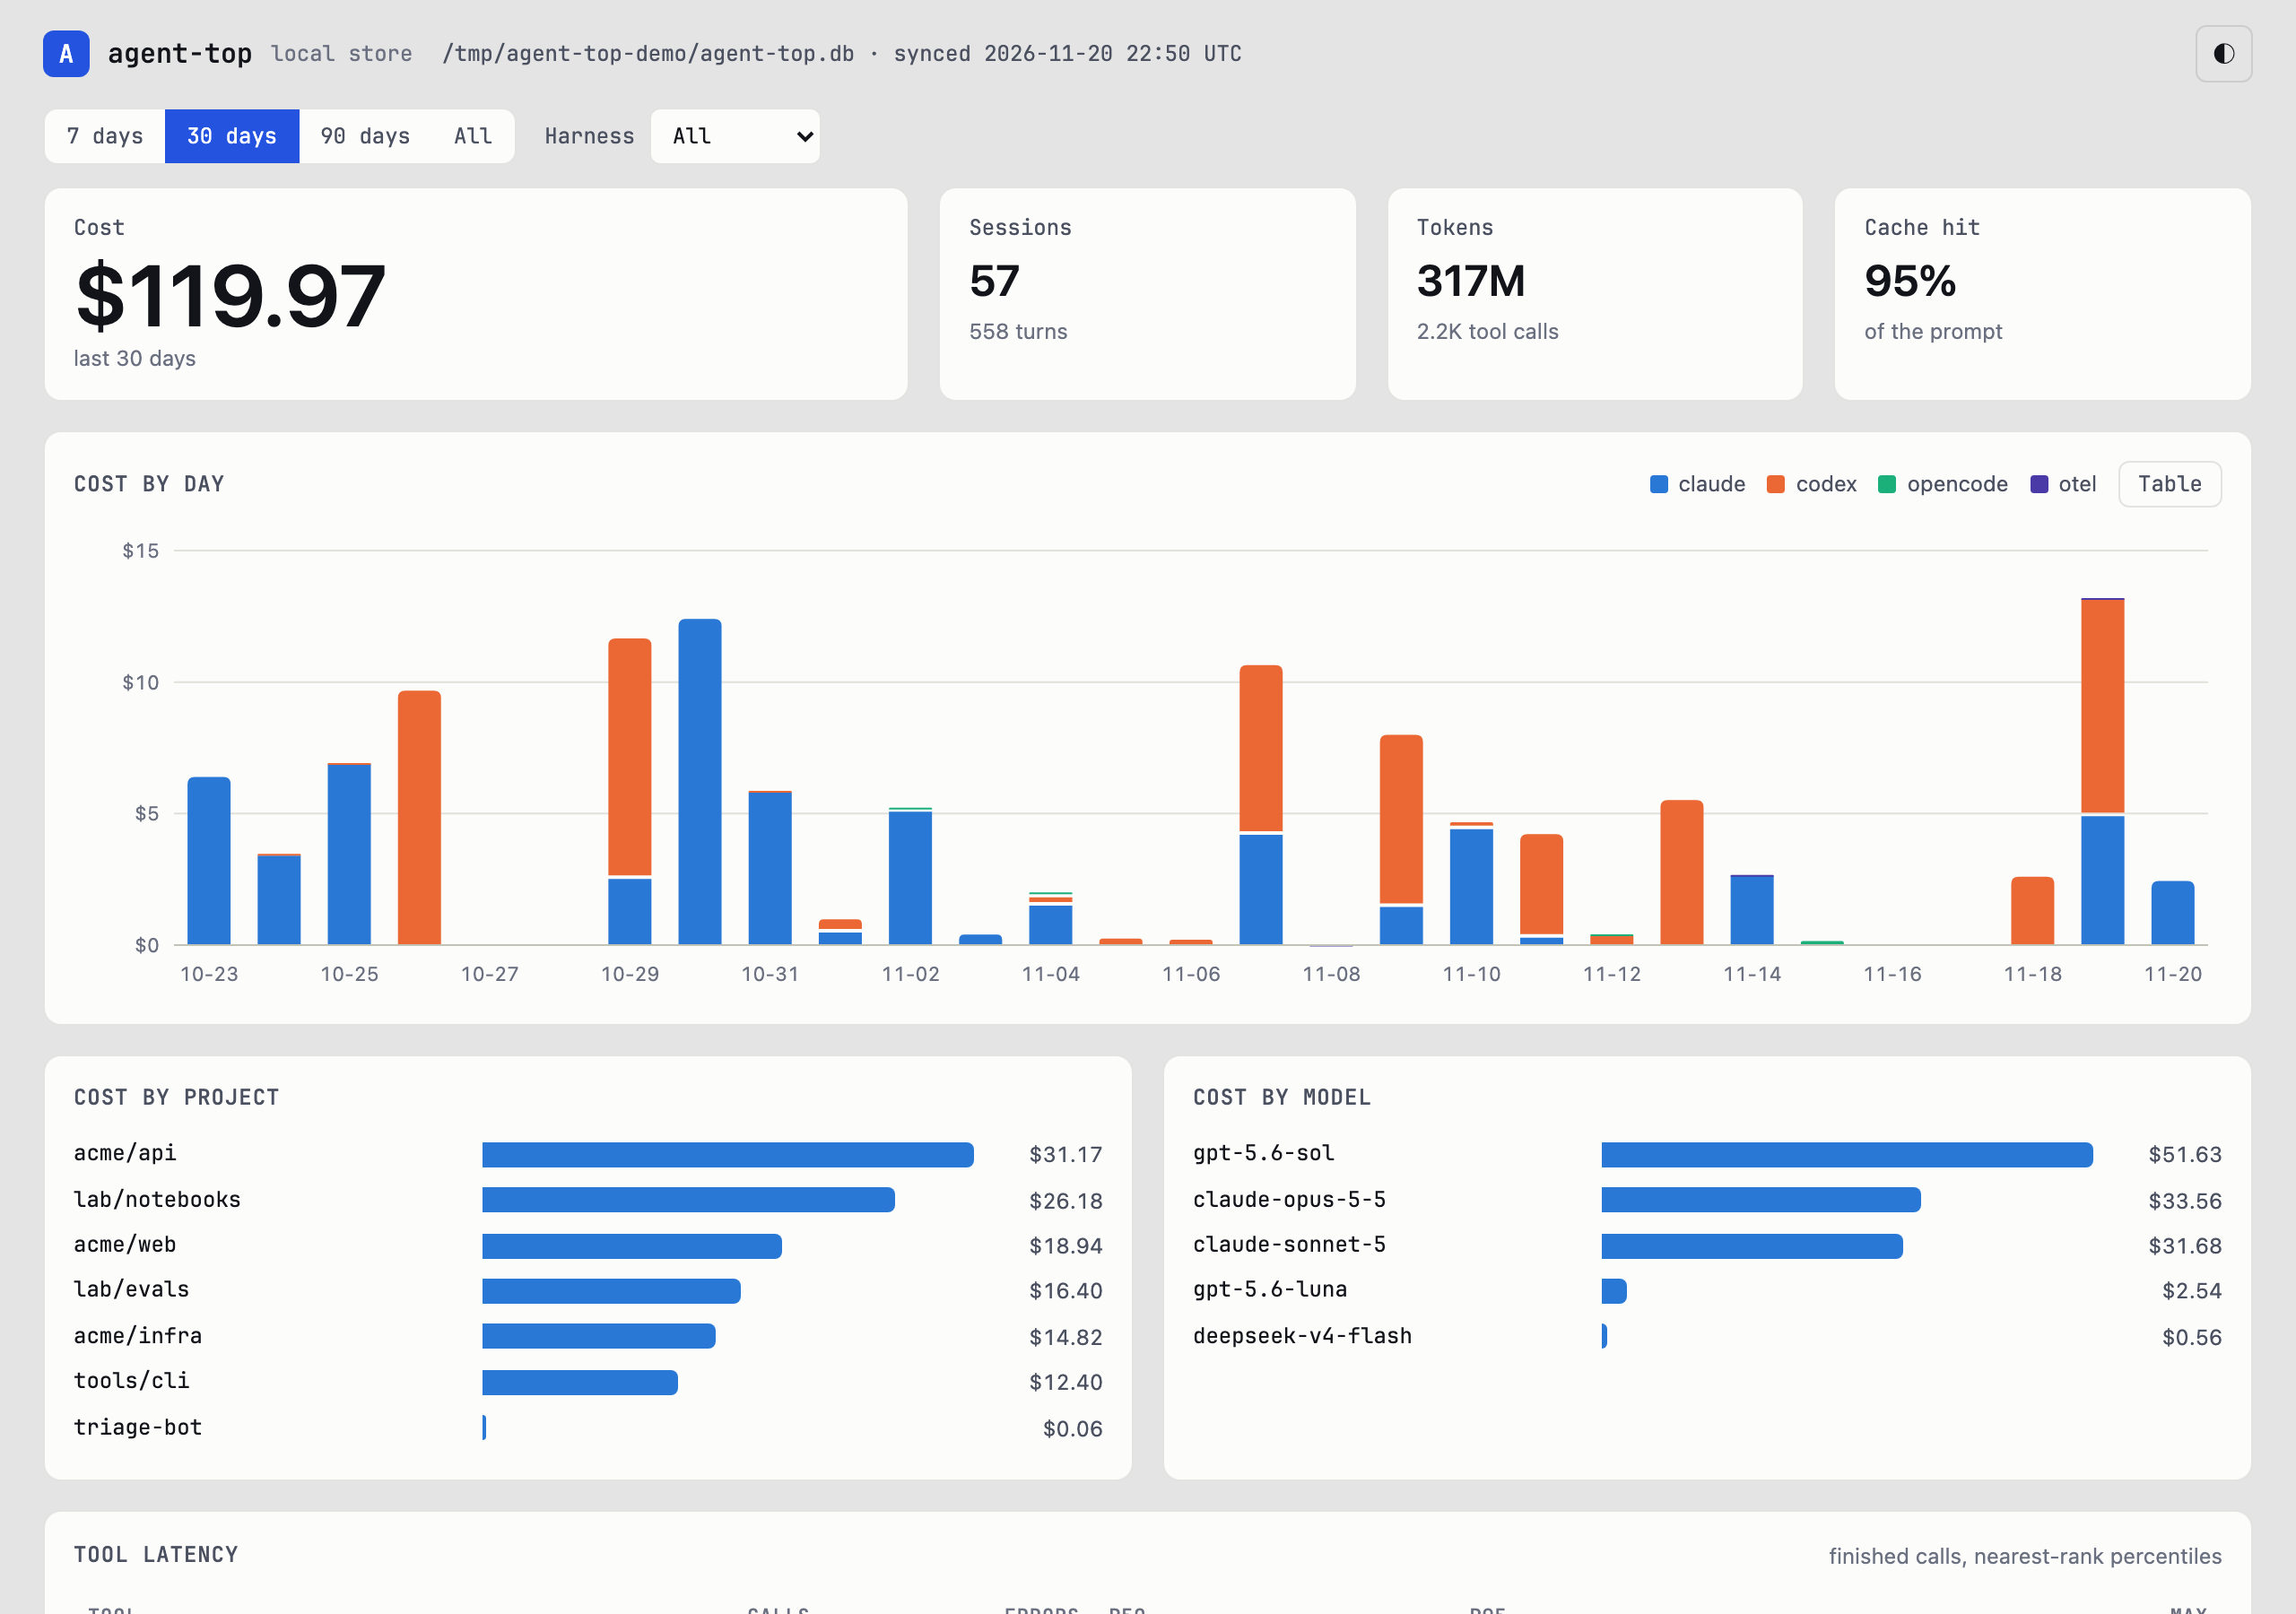 A agent-top local store /tmp/agent-top-demo/agent-top.db · synced 2026-11-20 22:50 UTC
7 days 30 days 90 days All Harness All
Cost
$119.97
last 30 days
Sessions
57
558 turns
Tokens
317M
2.2K tool calls
Cache hit
95%
of the prompt
COST BY DAY
claude codex opencode otel Table
$15
$10
$5
$0
10-23 10-25 10-27 10-29 10-31 11-02 11-04 11-06 11-08 11-10 11-12 11-14 11-16 11-18 11-20
COST BY PROJECT
acme/api $31.17
lab/notebooks $26.18
acme/web $18.94
lab/evals $16.40
acme/infra $14.82
tools/cli $12.40
triage-bot $0.06
COST BY MODEL
gpt-5.6-sol $51.63
claude-opus-5-5 $33.56
claude-sonnet-5 $31.68
gpt-5.6-luna $2.54
deepseek-v4-flash $0.56
TOOL LATENCY
finished calls, nearest-rank percentiles
TOOL CALLS ERRORS MAX